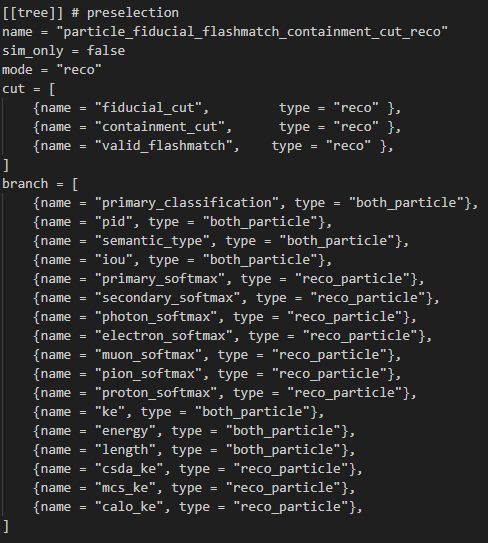 [[tree]] # preselection
name = "particle_fiducial_flashmatch_containment_cut_reco"
sim_only = false
mode = "reco"
cut = [
    {name = "fiducial_cut",         type = "reco" },
    {name = "containment_cut",      type = "reco" },
    {name = "valid_flashmatch",    type = "reco" },
]
branch = [
    {name = "primary_classification", type = "both_particle"},
    {name = "pid", type = "both_particle"},
    {name = "semantic_type", type = "both_particle"},
    {name = "iou", type = "both_particle"},
    {name = "primary_softmax", type = "reco_particle"},
    {name = "secondary_softmax", type = "reco_particle"},
    {name = "photon_softmax", type = "reco_particle"},
    {name = "electron_softmax", type = "reco_particle"},
    {name = "muon_softmax", type = "reco_particle"},
    {name = "pion_softmax", type = "reco_particle"},
    {name = "proton_softmax", type = "reco_particle"},
    {name = "ke", type = "both_particle"},
    {name = "energy", type = "both_particle"},
    {name = "length", type = "both_particle"},
    {name = "csda_ke", type = "reco_particle"},
    {name = "mcs_ke", type = "reco_particle"},
    {name = "calo_ke", type = "reco_particle"},
]